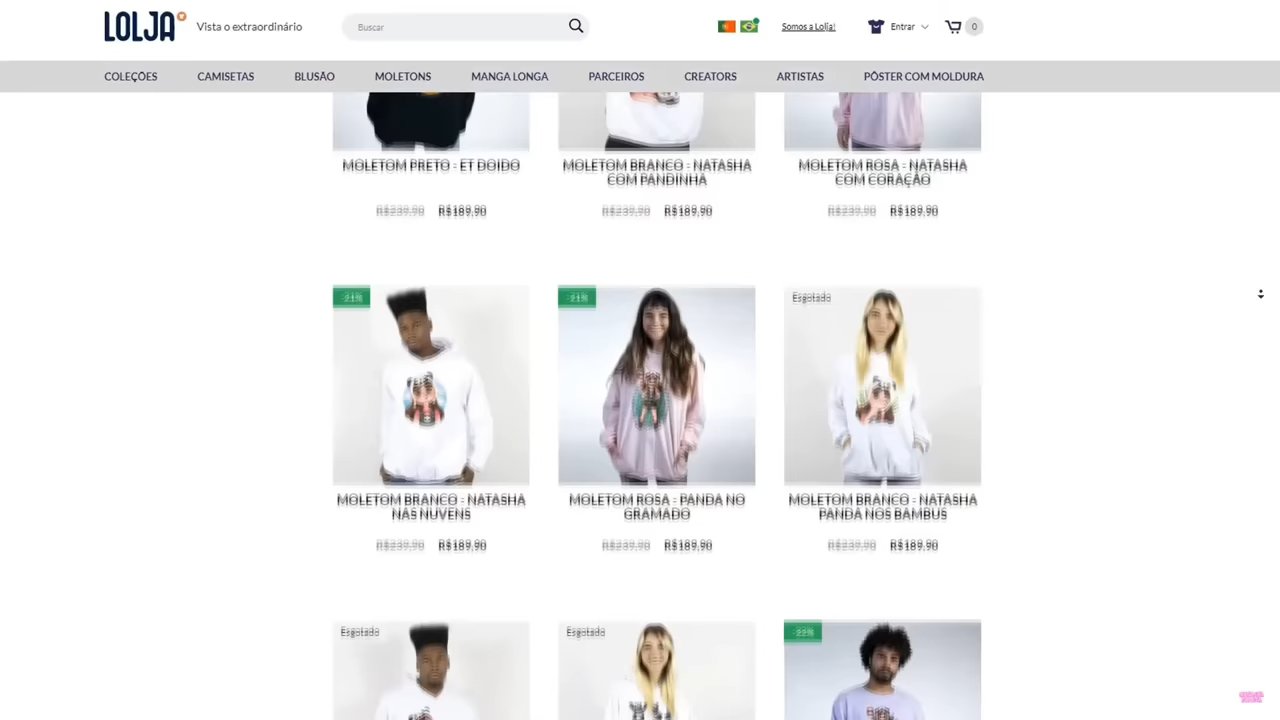 LOLJA
Vista o extraordinário
Buscar
Somos a Lolja!
Entrar
0
COLEÇÕES
CAMISETAS
BLUSÃO
MOLETONS
MANGA LONGA
PARCEIROS
CREATORS
ARTISTAS
PÔSTER COM MOLDURA
MOLETOM PRETO - ET DOIDO
R$239,90 R$189,90
MOLETOM BRANCO - NATASHA
COM PANDINHA
R$239,90 R$189,90
MOLETOM ROSA - NATASHA
COM CORAÇÃO
R$239,90 R$189,90
-21%
MOLETOM BRANCO - NATASHA
NAS NUVENS
R$239,90 R$189,90
-21%
MOLETOM ROSA - PANDA NO
GRAMADO
R$239,90 R$189,90
Esgotado
MOLETOM BRANCO - NATASHA
PANDA NOS BAMBUS
R$239,90 R$189,90
Esgotado
Esgotado
-22%